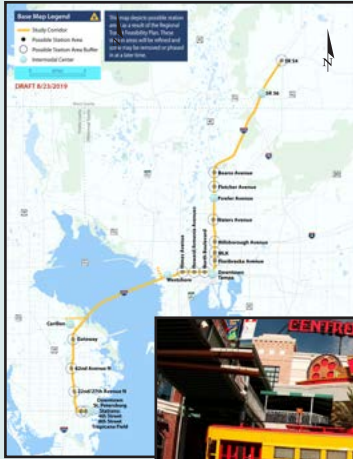 Base Map Legend
Study Corridor
Possible Station Area
Possible Station Area Buffer
Intermodal Center
DRAFT 8/23/2019
This map depicts possible station
as a result of the Regional
Transit Feasibility Plan. These
areas will be refined and
some may be removed or phased
in at a later time.
N
SR 54
SR 56
Bearss Avenue
Fletcher Avenue
Fowler Avenue
Waters Avenue
Hillsborough Avenue
MLK
Floribraska Avenue
Downtown
Tampa
Himes Avenue
Howard/Armenia Avenues
North Boulevard
Westshore
Carillon
Gateway
62nd Avenue N
22nd/27th Avenue N
Downtown
St. Petersburg
Stations:
4th Street
8th Street
Tropicana Field
CENTRE